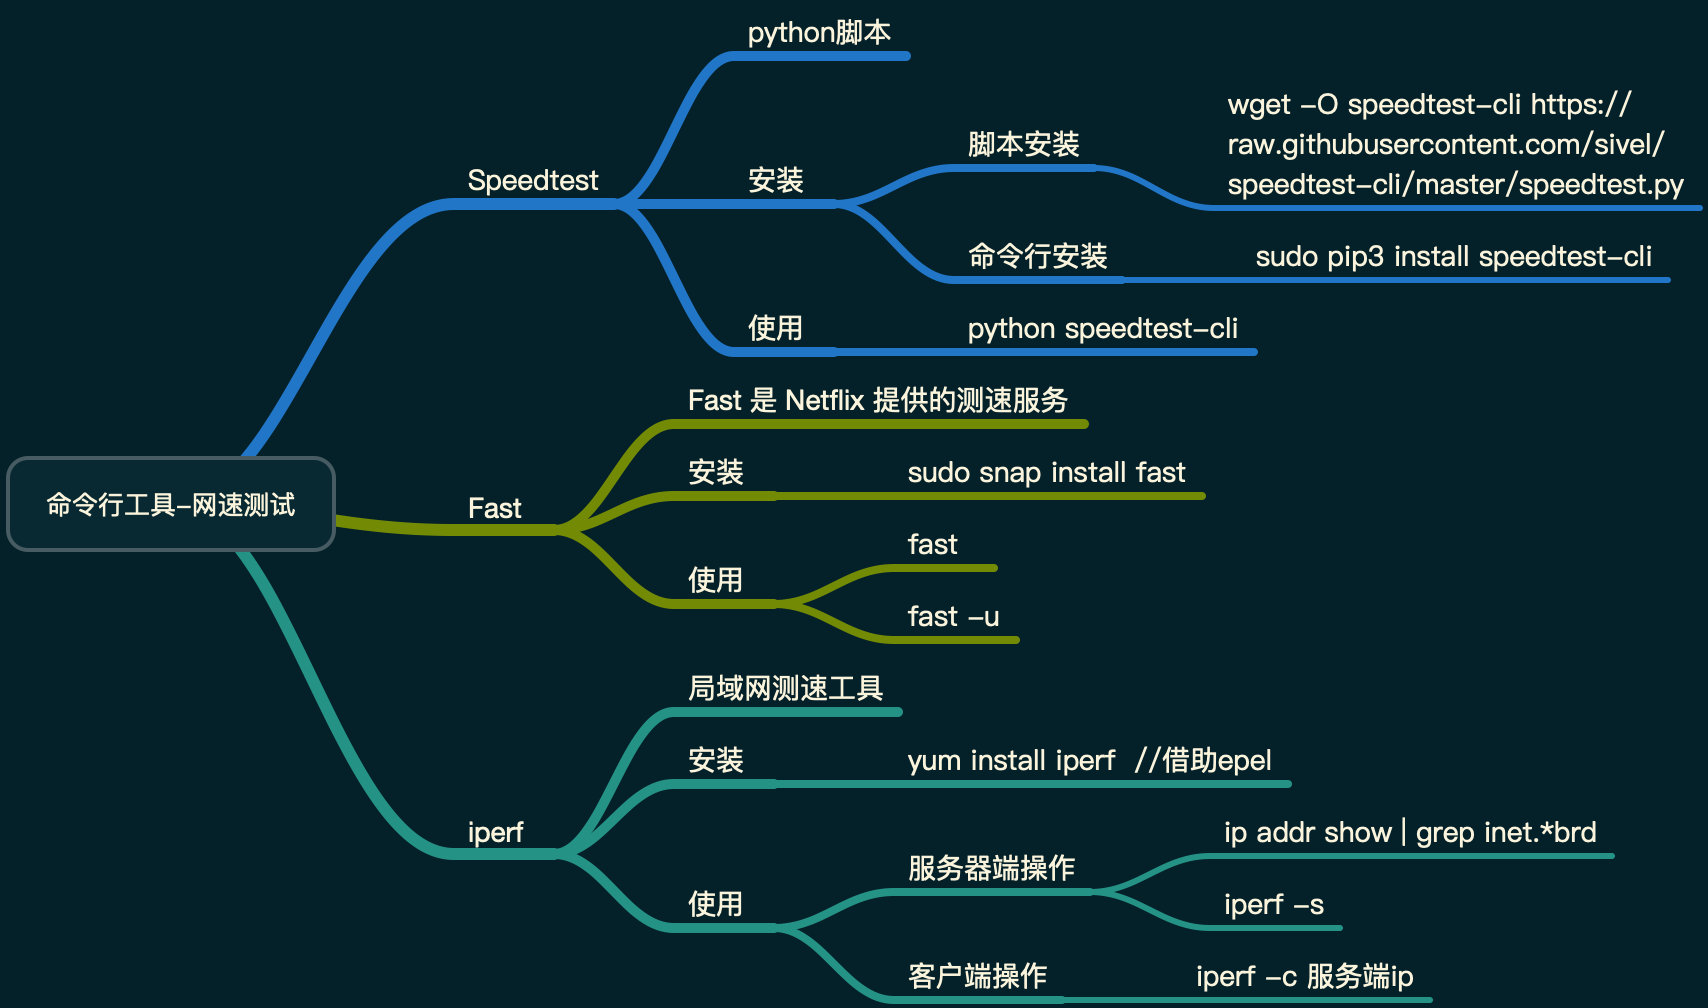 命令行工具-网速测试
Speedtest
python脚本
安装
脚本安装
wget -O speedtest-cli https://
raw.githubusercontent.com/sivel/
speedtest-cli/master/speedtest.py
命令行安装
sudo pip3 install speedtest-cli
使用
python speedtest-cli
Fast
Fast 是 Netflix 提供的测速服务
安装
sudo snap install fast
使用
fast
fast -u
iperf
局域网测速工具
安装
yum install iperf  //借助epel
使用
服务器端操作
ip addr show | grep inet.*brd
iperf -s
客户端操作
iperf -c 服务端ip